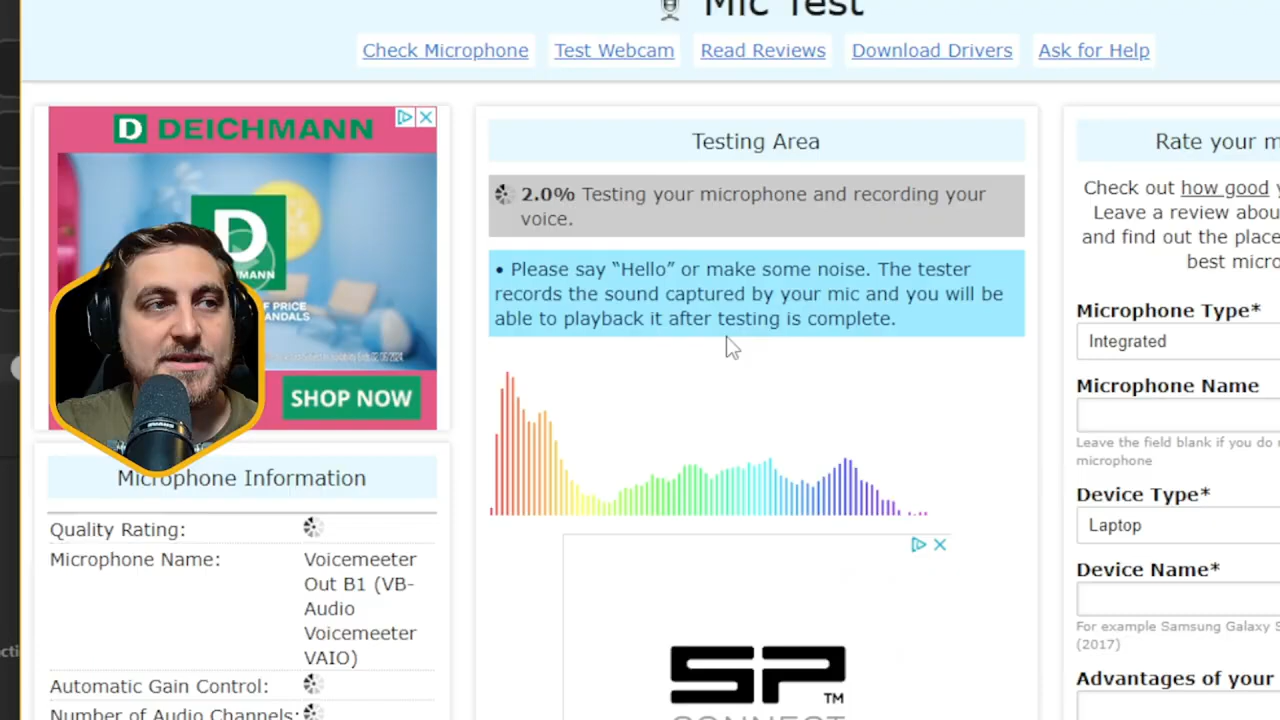 Mic Test
Check Microphone
Test Webcam
Read Reviews
Download Drivers
Ask for Help
D DEICHMANN
D
SHOP NOW
Microphone Information
Quality Rating:
Microphone Name:
Voicemeeter
Out B1 (VB-
Audio
Voicemeeter
VAIO)
Automatic Gain Control:
Number of Audio Channels:
Testing Area
2.0% Testing your microphone and recording your
voice.
• Please say “Hello” or make some noise. The tester
records the sound captured by your mic and you will be
able to playback it after testing is complete.
SP™
CONNECT
Rate your m
Check out how good y
Leave a review abou
and find out the place
best micro
Microphone Type*
Integrated
Microphone Name
Leave the field blank if you do
microphone
Device Type*
Laptop
Device Name*
For example Samsung Galaxy S
(2017)
Advantages of your